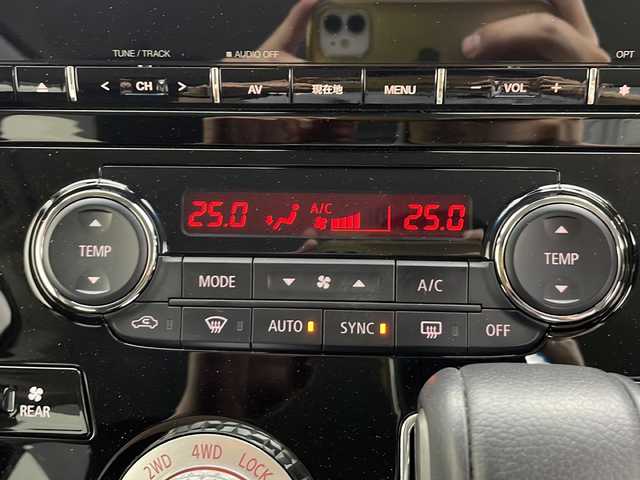 TUNE / TRACK
AUDIO OFF
OPT
CH
AV
現在地
MENU
VOL
25.0
A/C
25.0
TEMP
TEMP
MODE
A/C
AUTO
SYNC
OFF
REAR
2WD
4WD
LOCK